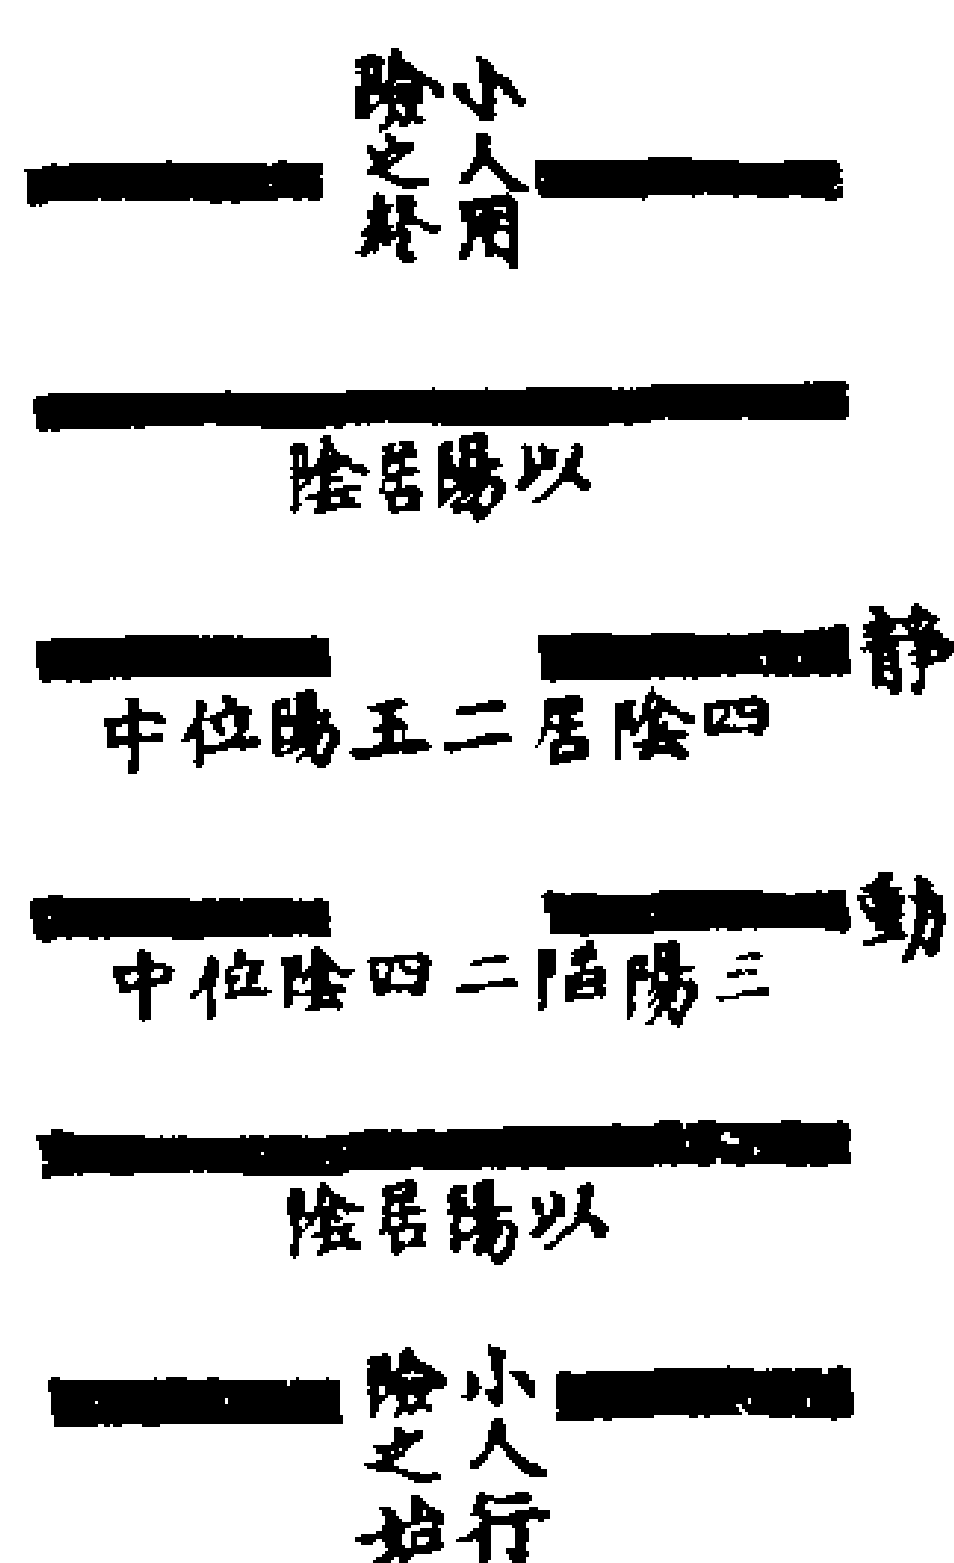 小人用
險之終
以陽居陰
靜
四陰居二五陽位中
動
三陽陷二四陰位中
以陽居陰
小人行
險之始